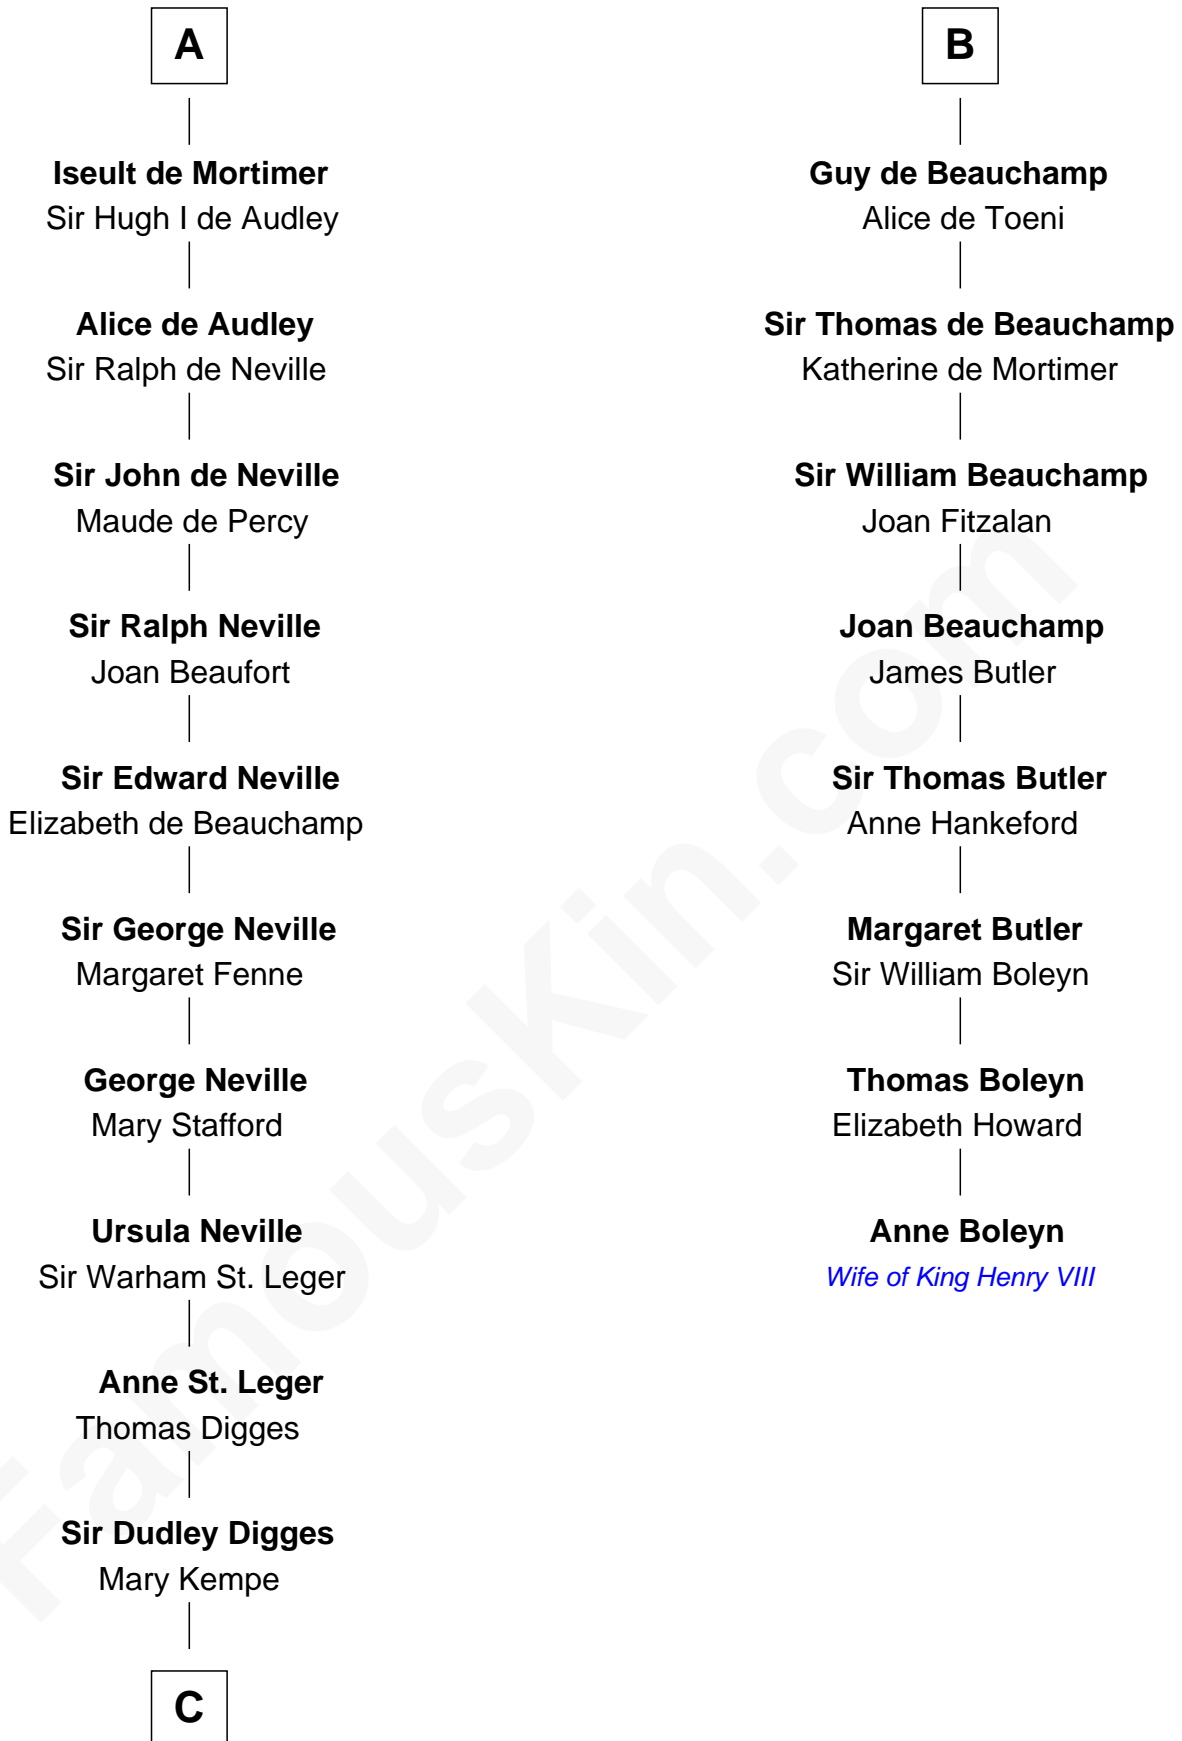 A
Iseult de Mortimer
Sir Hugh I de Audley
Alice de Audley
Sir Ralph de Neville
Sir John de Neville
Maude de Percy
Sir Ralph Neville
Joan Beaufort
Sir Edward Neville
Elizabeth de Beauchamp
Sir George Neville
Margaret Fenne
George Neville
Mary Stafford
Ursula Neville
Sir Warham St. Leger
Anne St. Leger
Thomas Digges
Sir Dudley Digges
Mary Kempe
C
B
Guy de Beauchamp
Alice de Toeni
Sir Thomas de Beauchamp
Katherine de Mortimer
Sir William Beauchamp
Joan Fitzalan
Joan Beauchamp
James Butler
Sir Thomas Butler
Anne Hankeford
Margaret Butler
Sir William Boleyn
Thomas Boleyn
Elizabeth Howard
Anne Boleyn
Wife of King Henry VIII
FamousKin.com